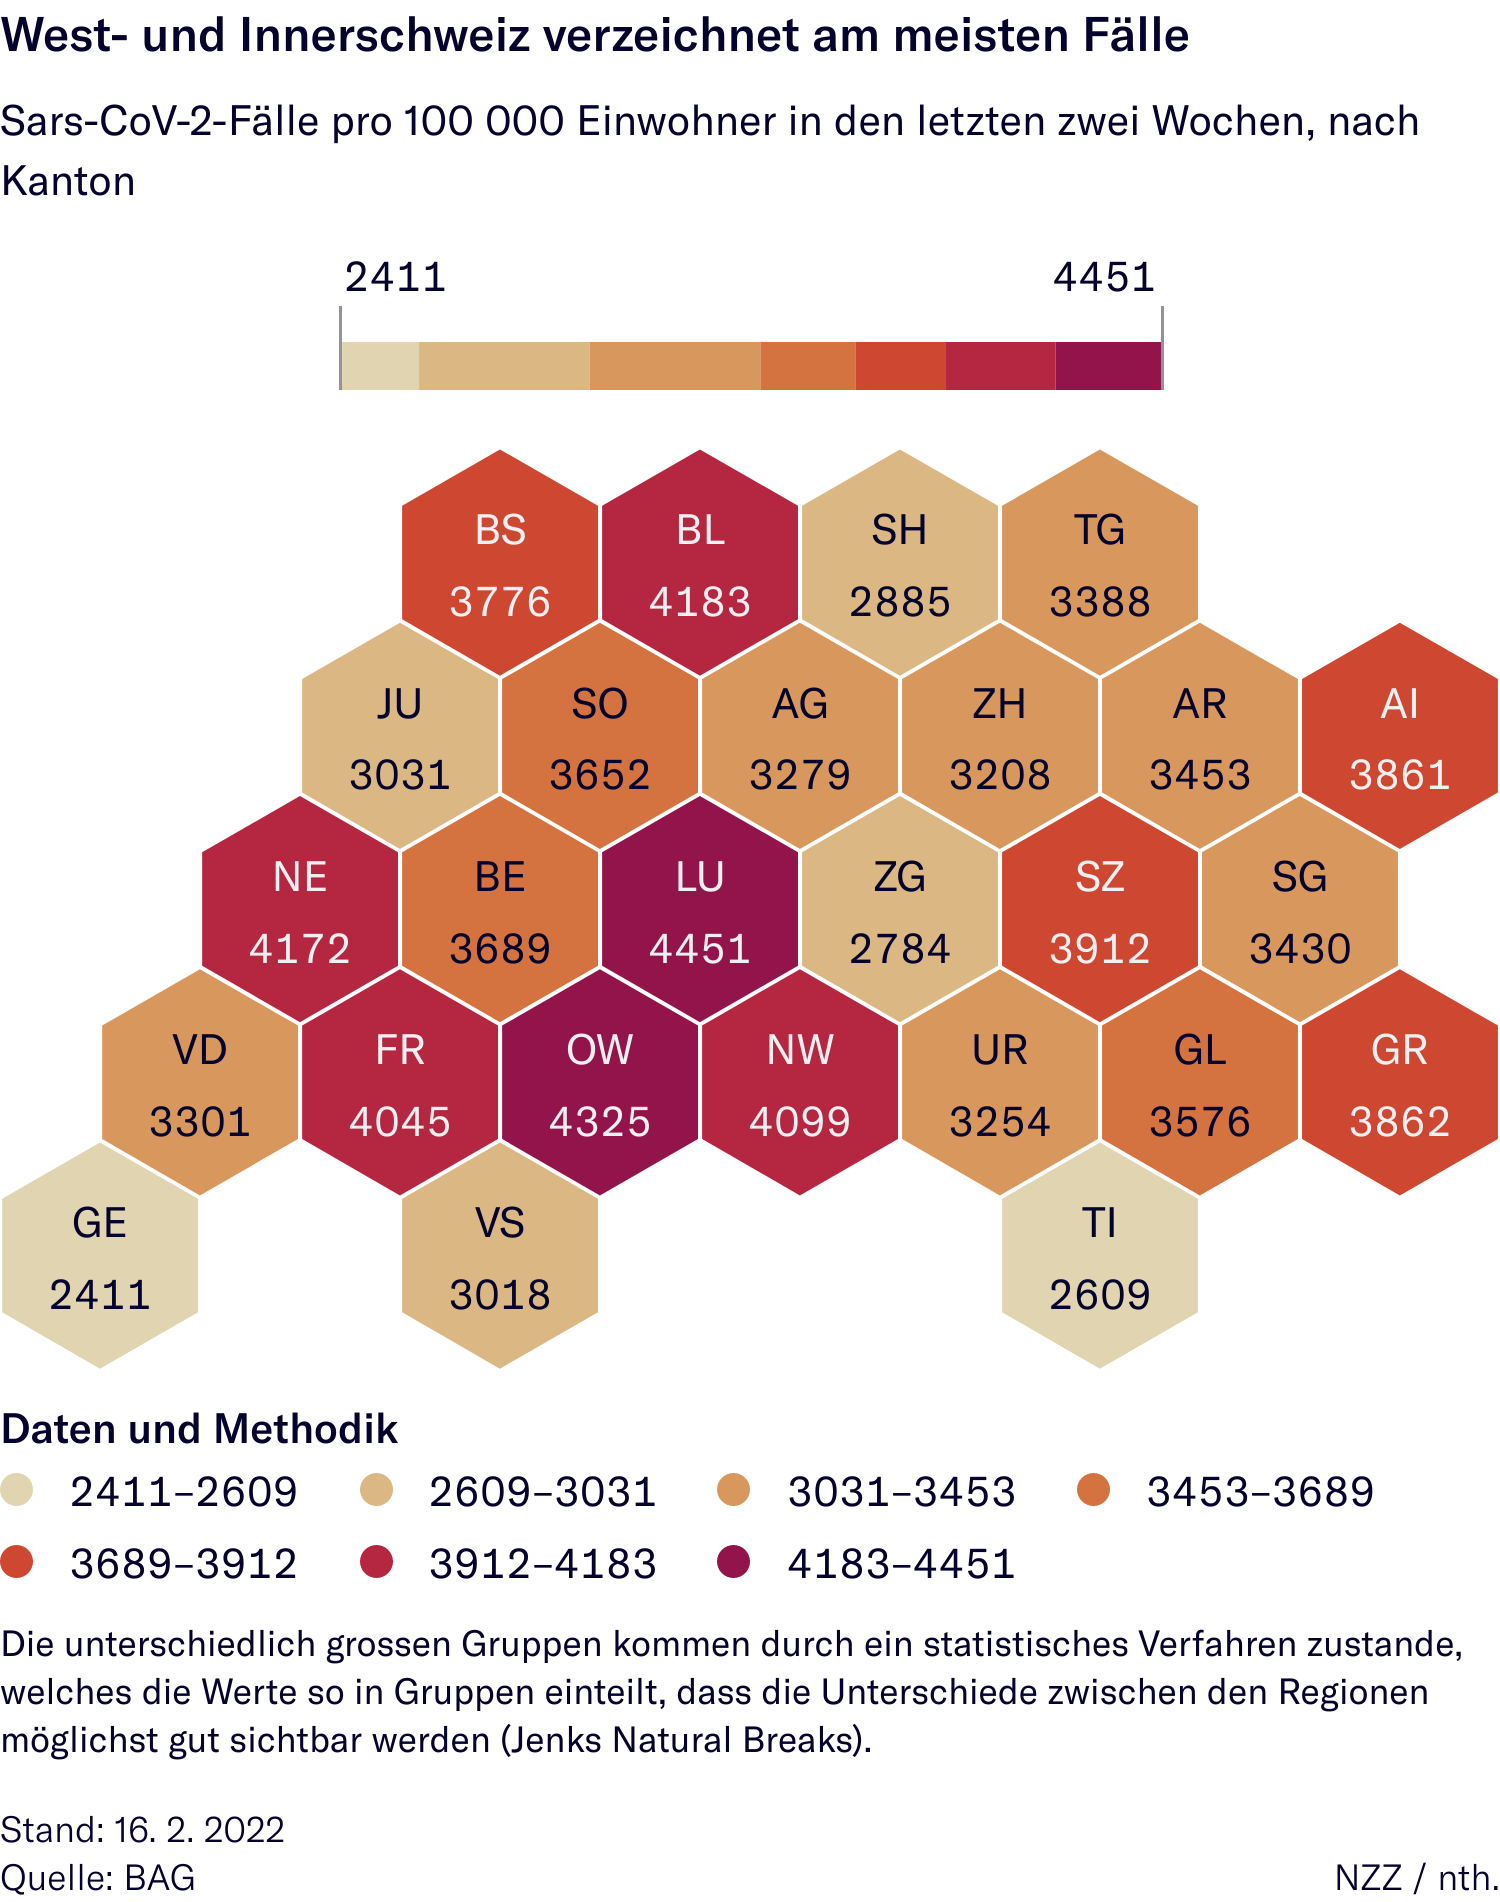 West- und Innerschweiz verzeichnet am meisten Fälle
Sars-CoV-2-Fälle pro 100 000 Einwohner in den letzten zwei Wochen, nach
Kanton
2411 4451
BS BL SH TG
3776 4183 2885 3388
JU SO AG ZH AR AI
3031 3652 3279 3208 3453 3861
NE BE LU ZG SZ SG
4172 3689 4451 2784 3912 3430
VD FR OW NW UR GL GR
3301 4045 4325 4099 3254 3576 3862
GE VS TI
2411 3018 2609
Daten und Methodik
2411–2609 2609–3031 3031–3453 3453–3689
3689–3912 3912–4183 4183–4451
Die unterschiedlich grossen Gruppen kommen durch ein statistisches Verfahren zustande,
welches die Werte so in Gruppen einteilt, dass die Unterschiede zwischen den Regionen
möglichst gut sichtbar werden (Jenks Natural Breaks).
Stand: 16. 2. 2022
Quelle: BAG NZZ / nth.